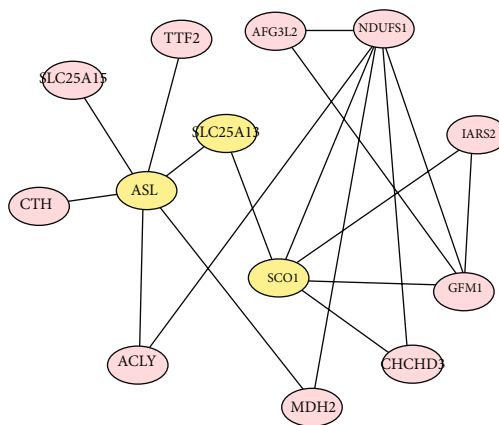 AFG3L2
NDUFS1
TTF2
SLC25A15
SLC25A13
IARS2
ASL
CTH
SCO1
GFM1
ACLY
CHCHD3
MDH2